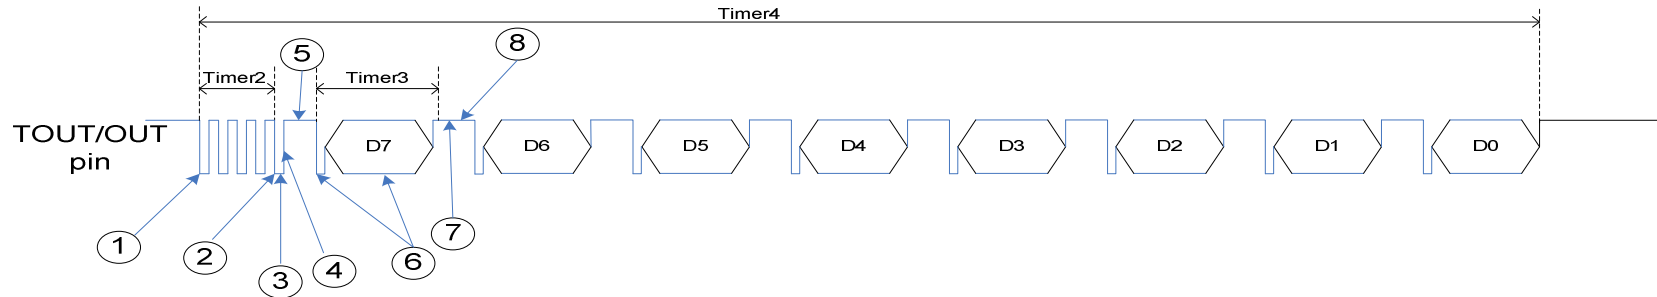 Timer4
8
5
Timer2
Timer3
TOUT/OUT
pin
D7
D6
D5
D4
D3
D2
D1
D0
1
2
3
4
6
7